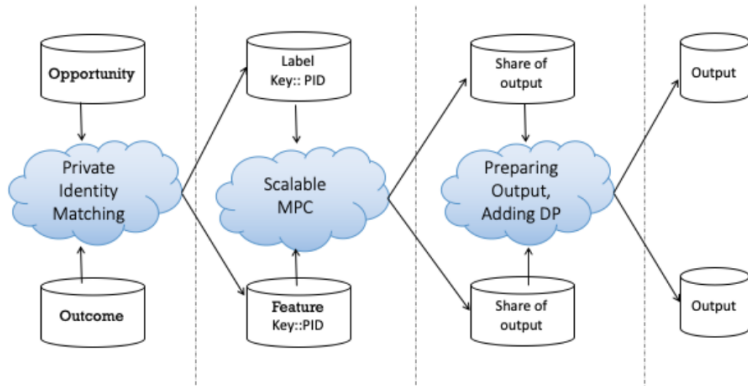 Opportunity
Private
Identity
Matching
Outcome
Label
Key:: PID
Scalable
MPC
Feature
Key::PID
Share of
output
Preparing
Output,
Adding DP
Share of
output
Output
Output